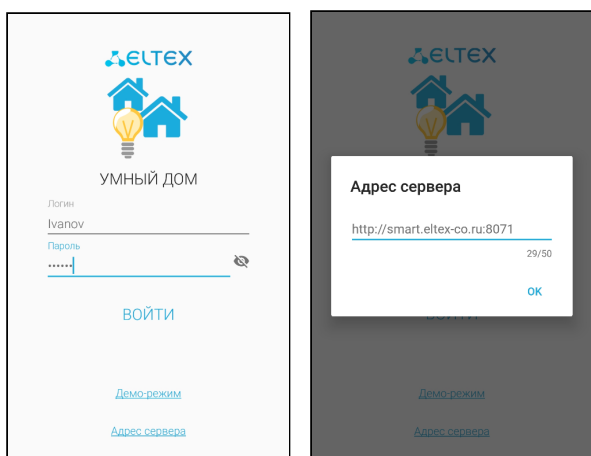 ELTEX
УМНЫЙ ДОМ
Логин
Ivanov
Пароль
••••••
ВОЙТИ
Демо-режим
Адрес сервера
ELTEX
Адрес сервера
http://smart.eltex-co.ru:8071
29/50
OK
ВОЙТИ
Демо-режим
Адрес сервера